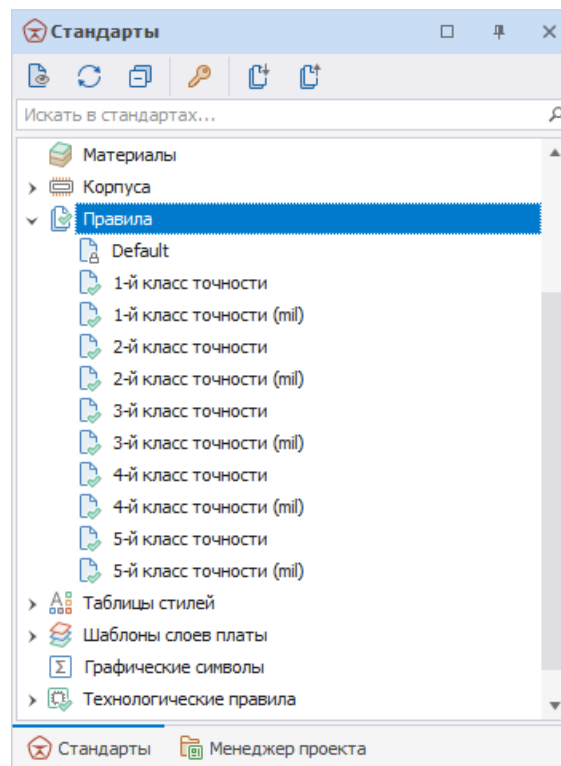 Стандарты
Искать в стандартах...
Материалы
Корпуса
Правила
Default
1-й класс точности
1-й класс точности (mil)
2-й класс точности
2-й класс точности (mil)
3-й класс точности
3-й класс точности (mil)
4-й класс точности
4-й класс точности (mil)
5-й класс точности
5-й класс точности (mil)
Таблицы стилей
Шаблоны слоев платы
Графические символы
Технологические правила
Стандарты Менеджер проекта